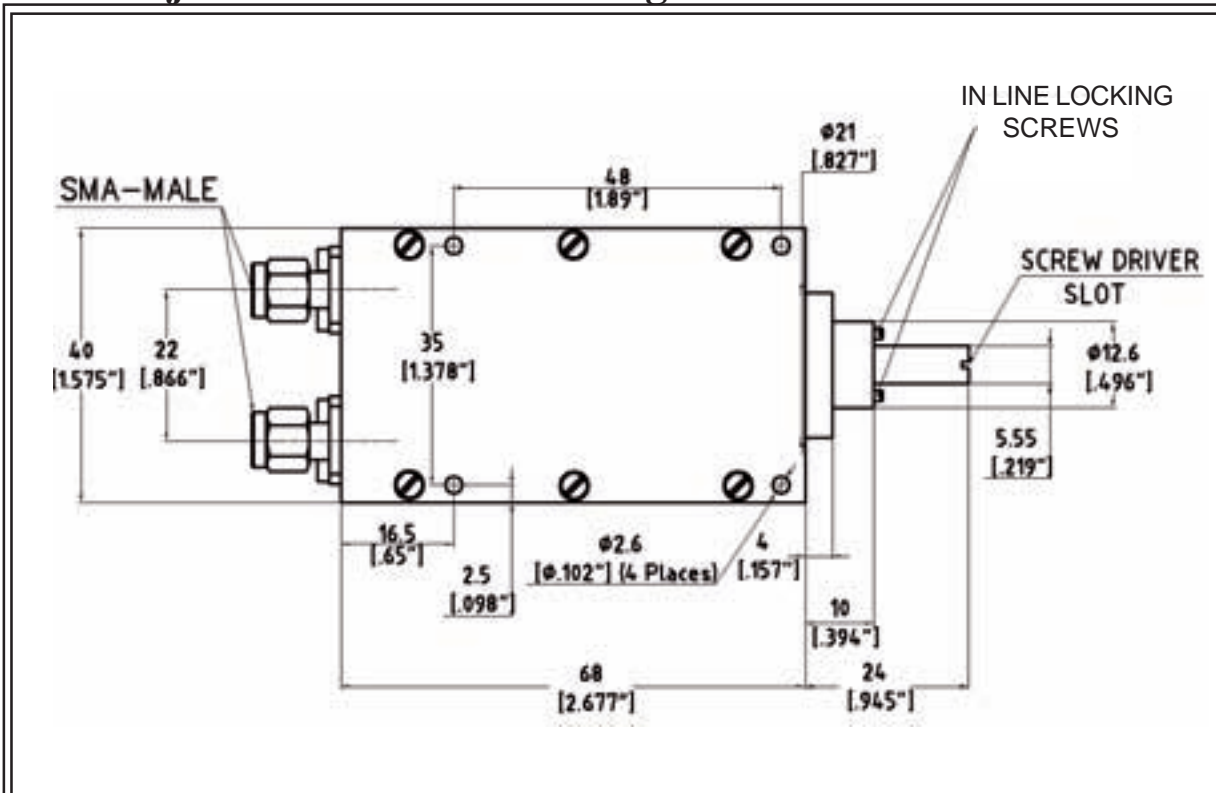 IN LINE LOCKING
SCREWS
ø21
[.827"]
48
[1.89"]
SMA-MALE
SCREW DRIVER
SLOT
40
[1.575"]
22
[.866"]
35
[1.378"]
ø12.6
[.496"]
5.55
[.219"]
16.5
[.65"]
2.5
[.098"]
ø2.6
[ø.102"] (4 Places)
4
[.157"]
10
[.394"]
68
[2.677"]
24
[.945"]